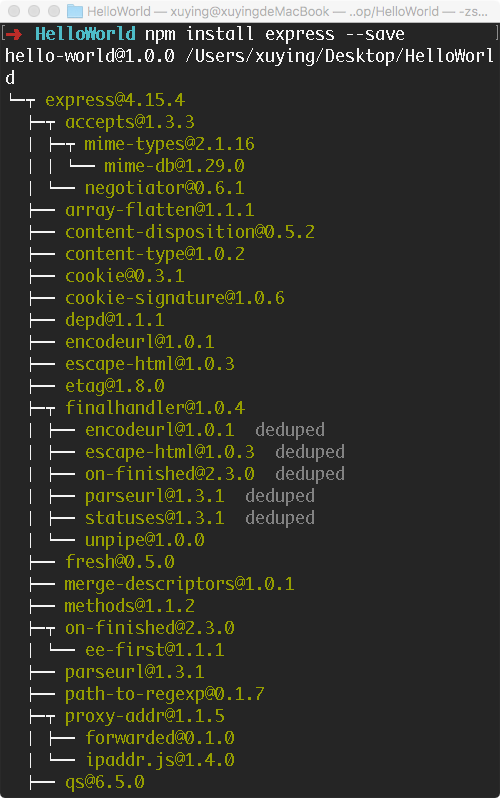 HelloWorld — xuying@xuyingdeMacBook — ..op/HelloWorld — -zs...
➜ HelloWorld npm install express --save
hello-world@1.0.0 /Users/xuying/Desktop/HelloWorl
d
└─┬ express@4.15.4
  ├─┬ accepts@1.3.3
  │ ├─┬ mime-types@2.1.16
  │ │ └── mime-db@1.29.0
  │ └── negotiator@0.6.1
  ├── array-flatten@1.1.1
  ├── content-disposition@0.5.2
  ├── content-type@1.0.2
  ├── cookie@0.3.1
  ├── cookie-signature@1.0.6
  ├── depd@1.1.1
  ├── encodeurl@1.0.1
  ├── escape-html@1.0.3
  ├── etag@1.8.0
  ├─┬ finalhandler@1.0.4
  │ ├── encodeurl@1.0.1  deduped
  │ ├── escape-html@1.0.3  deduped
  │ ├── on-finished@2.3.0  deduped
  │ ├── parseurl@1.3.1  deduped
  │ ├── statuses@1.3.1  deduped
  │ └── unpipe@1.0.0
  ├── fresh@0.5.0
  ├── merge-descriptors@1.0.1
  ├── methods@1.1.2
  ├─┬ on-finished@2.3.0
  │ └── ee-first@1.1.1
  ├── parseurl@1.3.1
  ├── path-to-regexp@0.1.7
  ├─┬ proxy-addr@1.1.5
  │ ├── forwarded@0.1.0
  │ └── ipaddr.js@1.4.0
  ├── qs@6.5.0